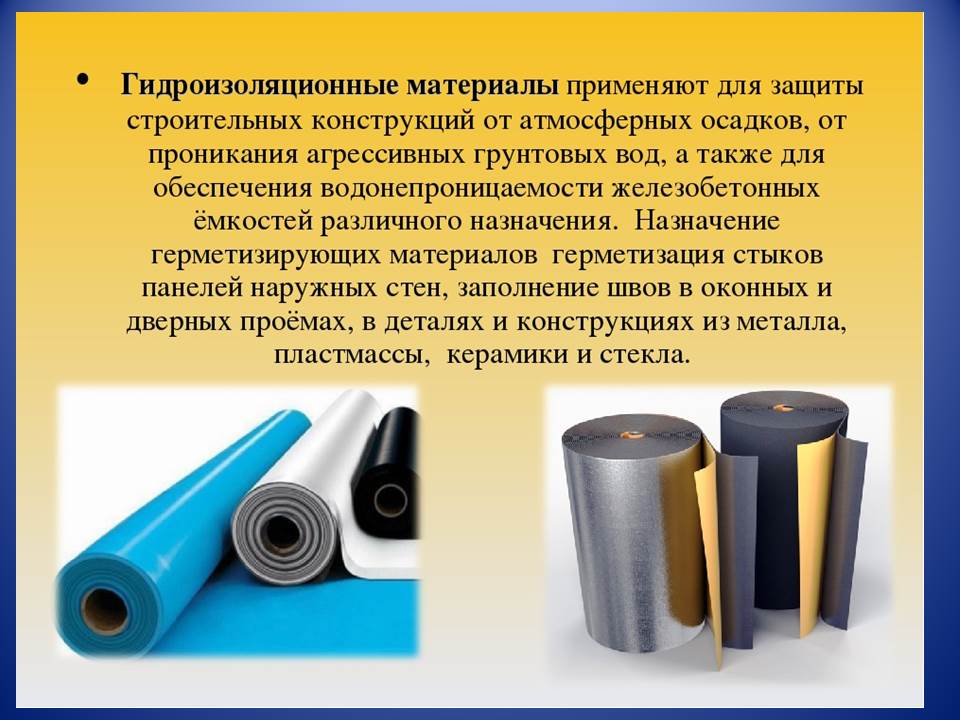 • Гидроизоляционные материалы применяют для защиты
строительных конструкций от атмосферных осадков, от
проникания агрессивных грунтовых вод, а также для
обеспечения водонепроницаемости железобетонных
ёмкостей различного назначения. Назначение
герметизирующих материалов герметизация стыков
панелей наружных стен, заполнение швов в оконных и
дверных проёмах, в деталях и конструкциях из металла,
пластмассы, керамики и стекла.